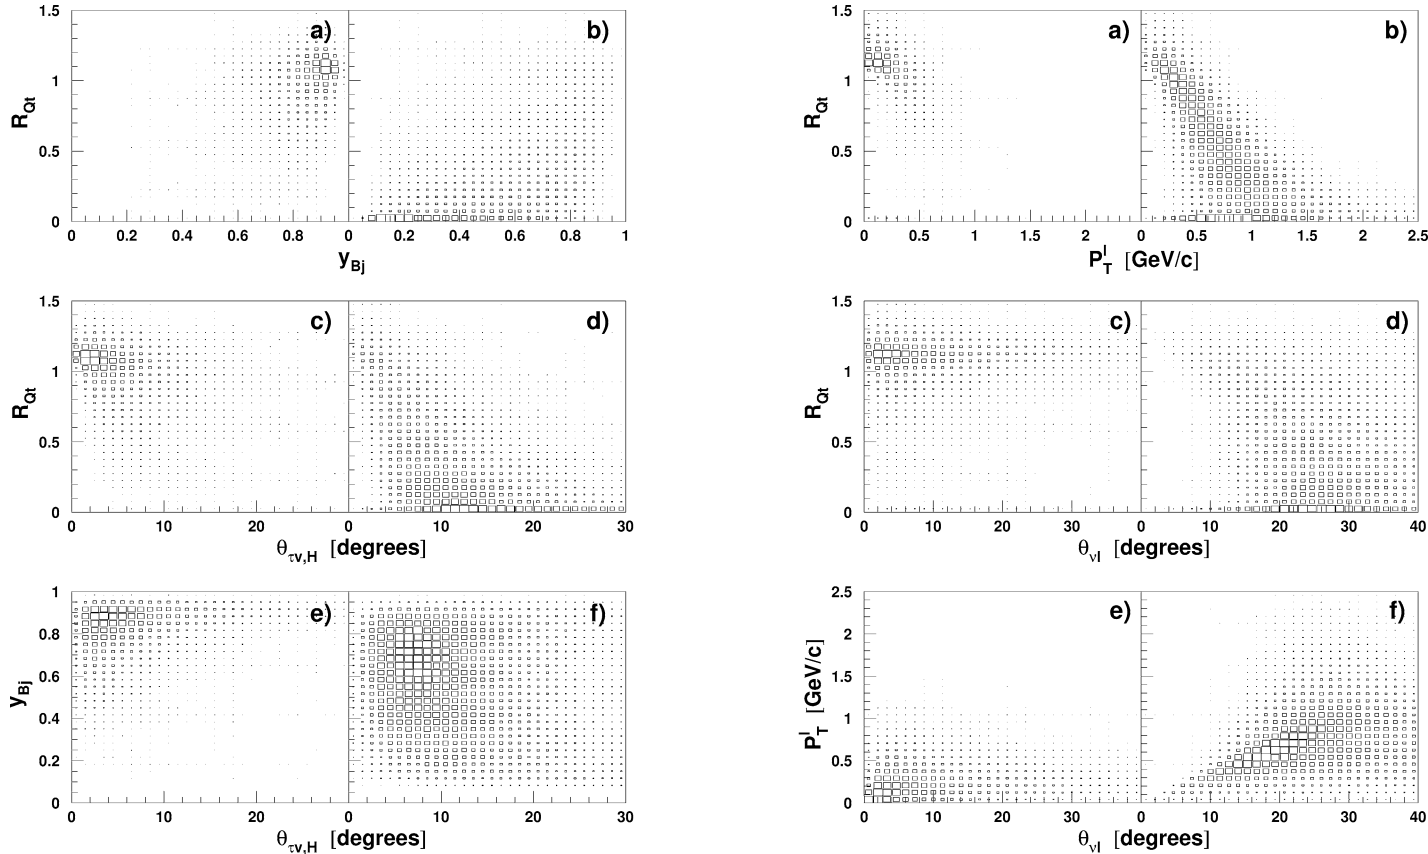 R_Qt
1.5
1
0.5
0
a)
b)
0 0.2 0.4 0.6 0.8 0 0.2 0.4 0.6 0.8 1
y_Bj
R_Qt
1.5
1
0.5
0
a)
b)
0 0.5 1 1.5 2 0 0.5 1 1.5 2 2.5
P_T^l [GeV/c]
R_Qt
1.5
1
0.5
0
c)
d)
0 10 20 0 10 20 30
θ_τν,H [degrees]
R_Qt
1.5
1
0.5
0
c)
d)
0 10 20 30 0 10 20 30 40
θ_νl [degrees]
y_Bj
1
0.8
0.6
0.4
0.2
0
e)
f)
0 10 20 0 10 20 30
θ_τν,H [degrees]
P_T^l [GeV/c]
2.5
2
1.5
1
0.5
0
e)
f)
0 10 20 30 0 10 20 30 40
θ_νl [degrees]